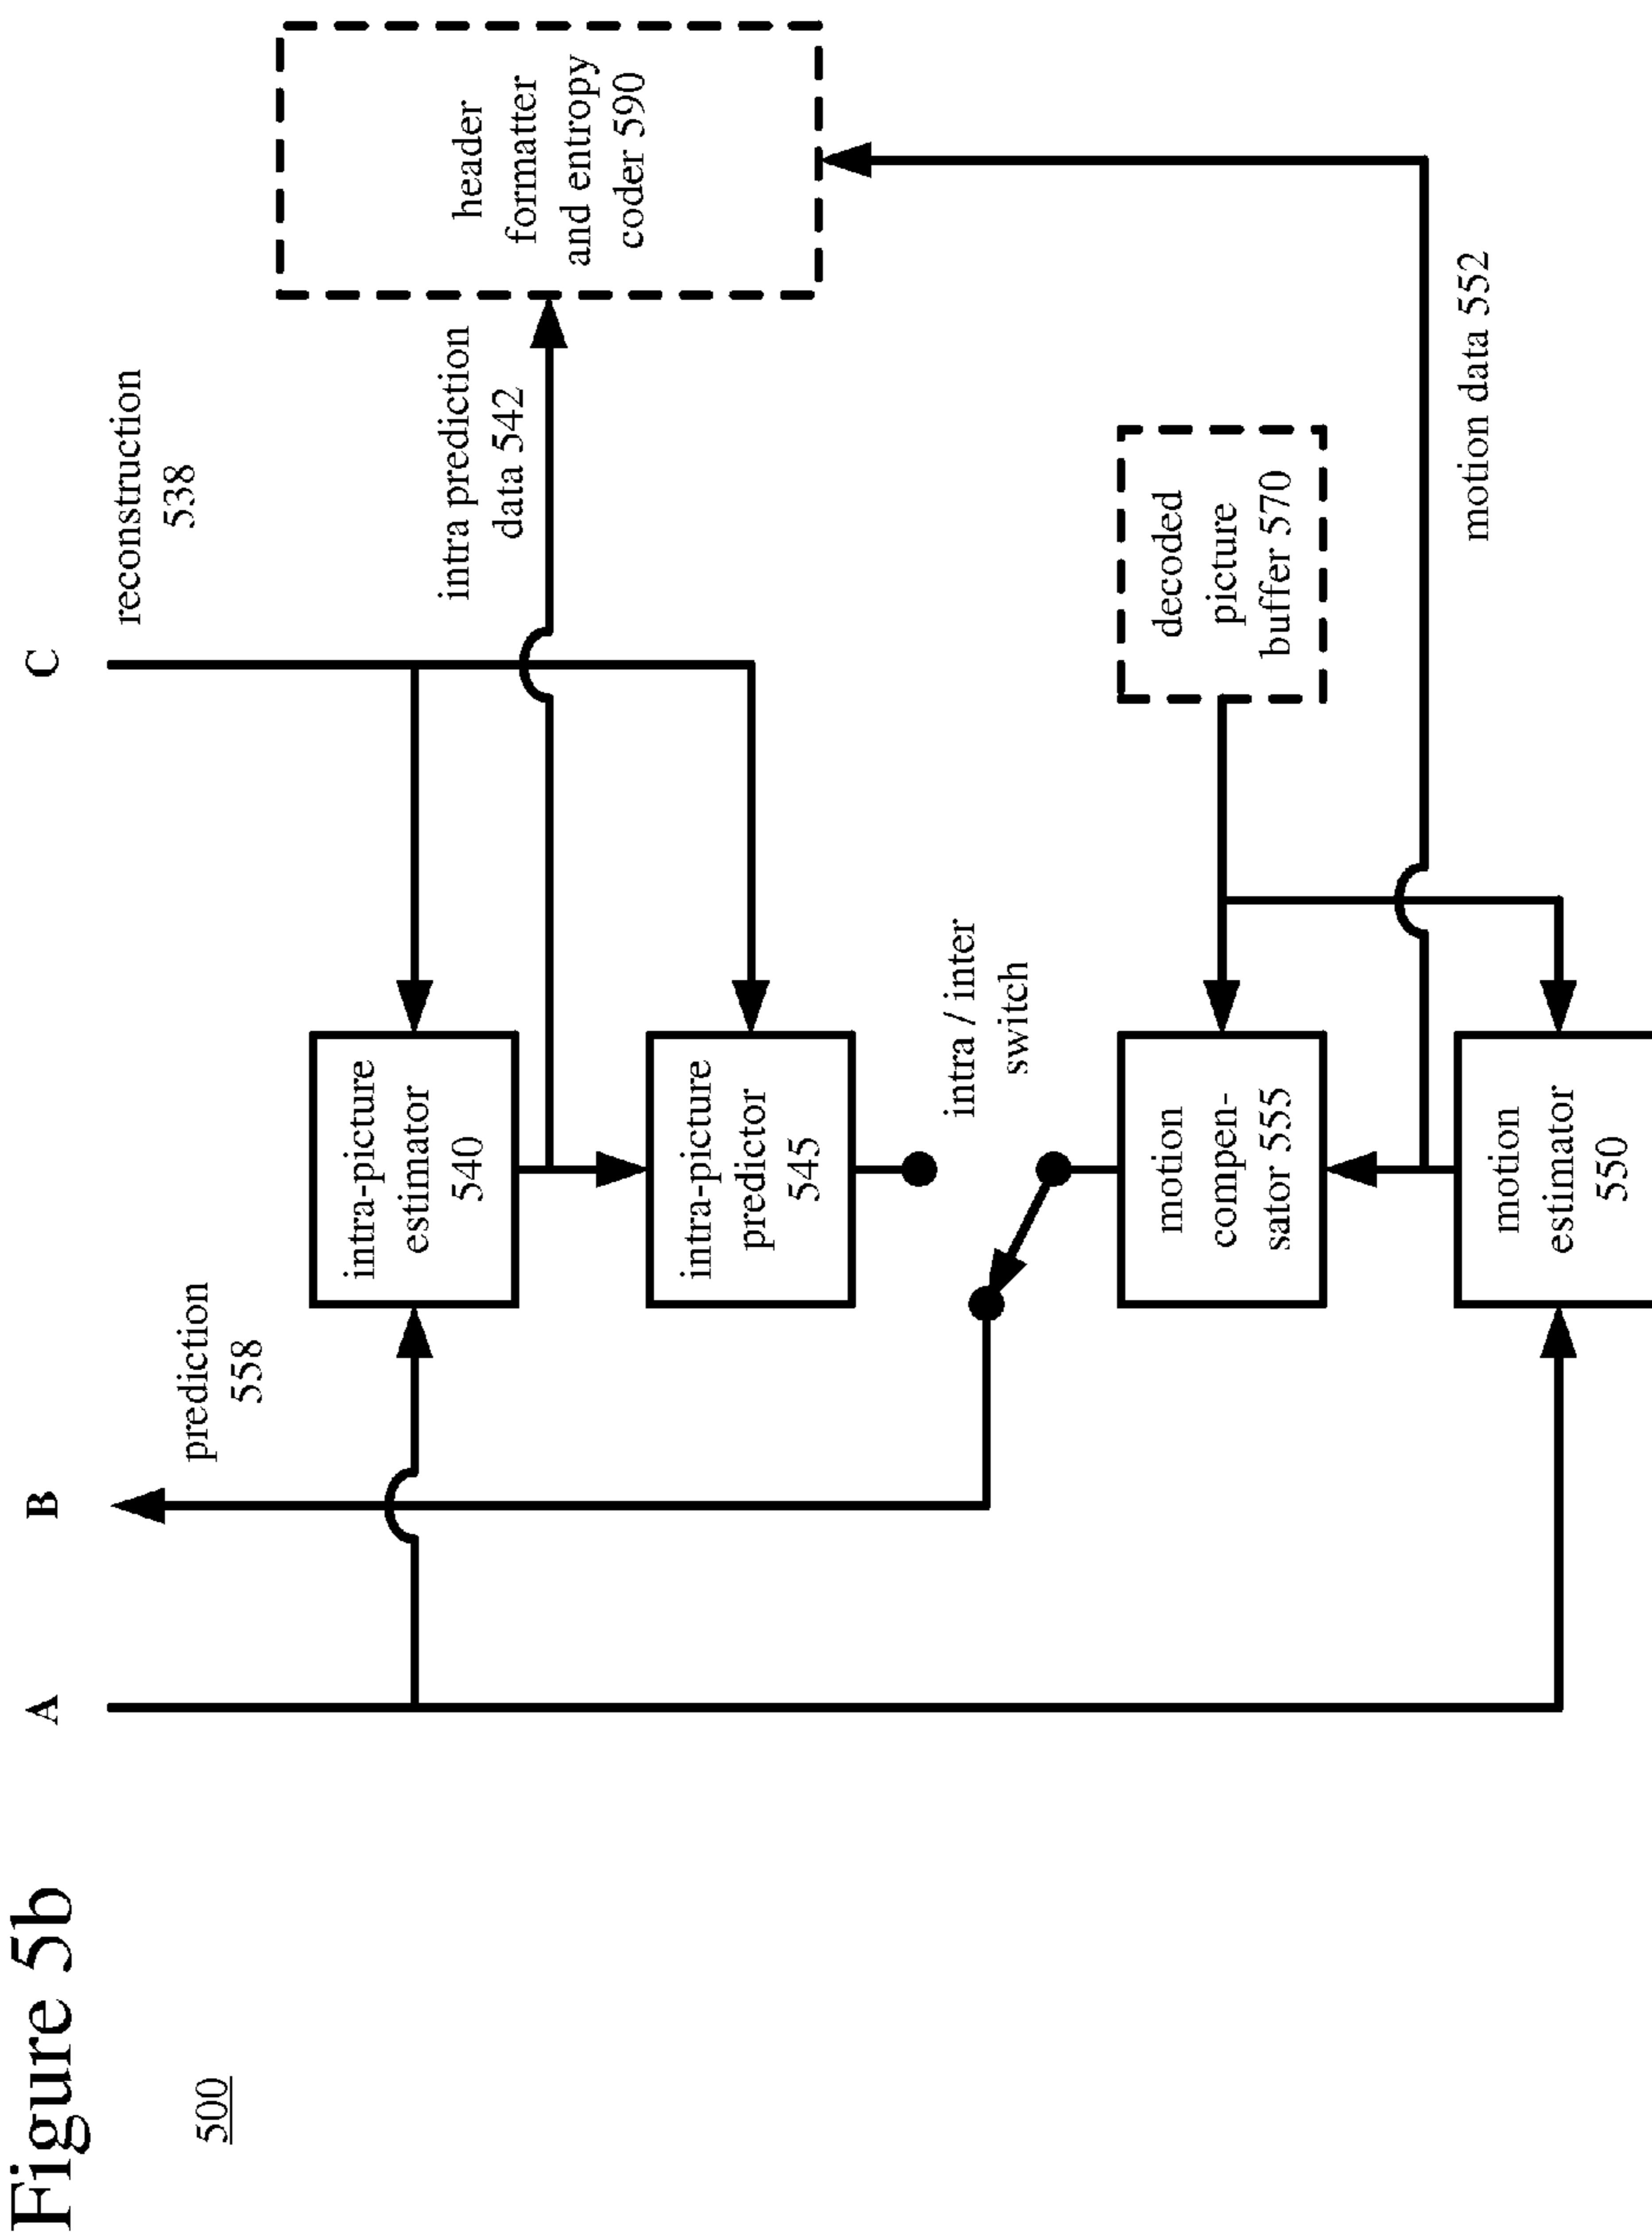 Figure 5b
500
A
B
C
prediction
558
reconstruction
538
intra-picture
estimator
540
intra prediction
data 542
header
formatter
and entropy
coder 590
intra-picture
predictor
545
intra / inter
switch
motion
compen-
sator 555
decoded
picture
buffer 570
motion
estimator
550
motion data 552